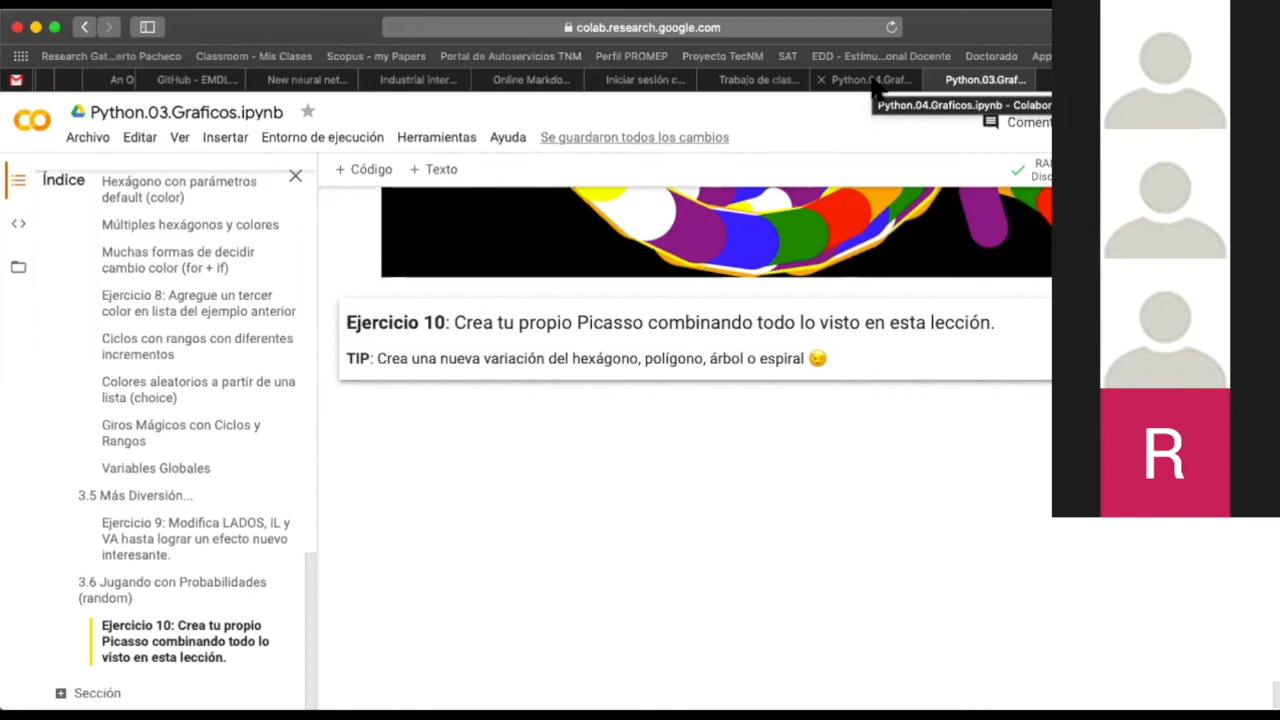 colab.research.google.com
Research Gat...erto Pacheco Classroom - Mis Clases Scopus - my Papers Portal de Autoservicios TNM Perfil PROMEP Proyecto TecNM SAT EDD - Estímu...onal Docente Doctorado App
An O GitHub - EMDL... New neural net... Industrial inter... Online Markdo... Iniciar sesión c... Trabajo de clas... Python.04.Graf... Python.03.Graf...
Python.04.Graficos.ipynb - Colabor
Python.03.Graficos.ipynb
Comen
Archivo Editar Ver Insertar Entorno de ejecución Herramientas Ayuda Se guardaron todos los cambios
+ Código + Texto
RA
Disc
Índice
Hexágono con parámetros
default (color)
Múltiples hexágonos y colores
Muchas formas de decidir
cambio color (for + if)
Ejercicio 8: Agregue un tercer
color en lista del ejemplo anterior
Ciclos con rangos con diferentes
incrementos
Colores aleatorios a partir de una
lista (choice)
Giros Mágicos con Ciclos y
Rangos
Variables Globales
3.5 Más Diversión...
Ejercicio 9: Modifica LADOS, IL y
VA hasta lograr un efecto nuevo
interesante.
3.6 Jugando con Probabilidades
(random)
Ejercicio 10: Crea tu propio
Picasso combinando todo lo
visto en esta lección.
Sección
Ejercicio 10: Crea tu propio Picasso combinando todo lo visto en esta lección.
TIP: Crea una nueva variación del hexágono, polígono, árbol o espiral 😉
R